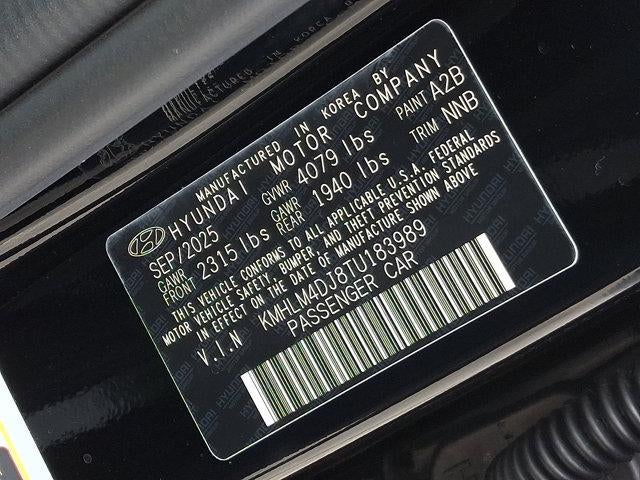 MANUFACTURED IN KOREA BY
HYUNDAI MOTOR COMPANY
SEP/2025 GVWR 4079 lbs PAINT A2B
GAWR FRONT 2315 lbs GAWR REAR 1940 lbs TRIM NNB
THIS VEHICLE CONFORMS TO ALL APPLICABLE U.S.A. FEDERAL
MOTOR VEHICLE SAFETY, BUMPER, AND THEFT PREVENTION STANDARDS
IN EFFECT ON THE DATE OF MANUFACTURE SHOWN ABOVE
V.I.N KMHLM4DJ8TU183989
PASSENGER CAR